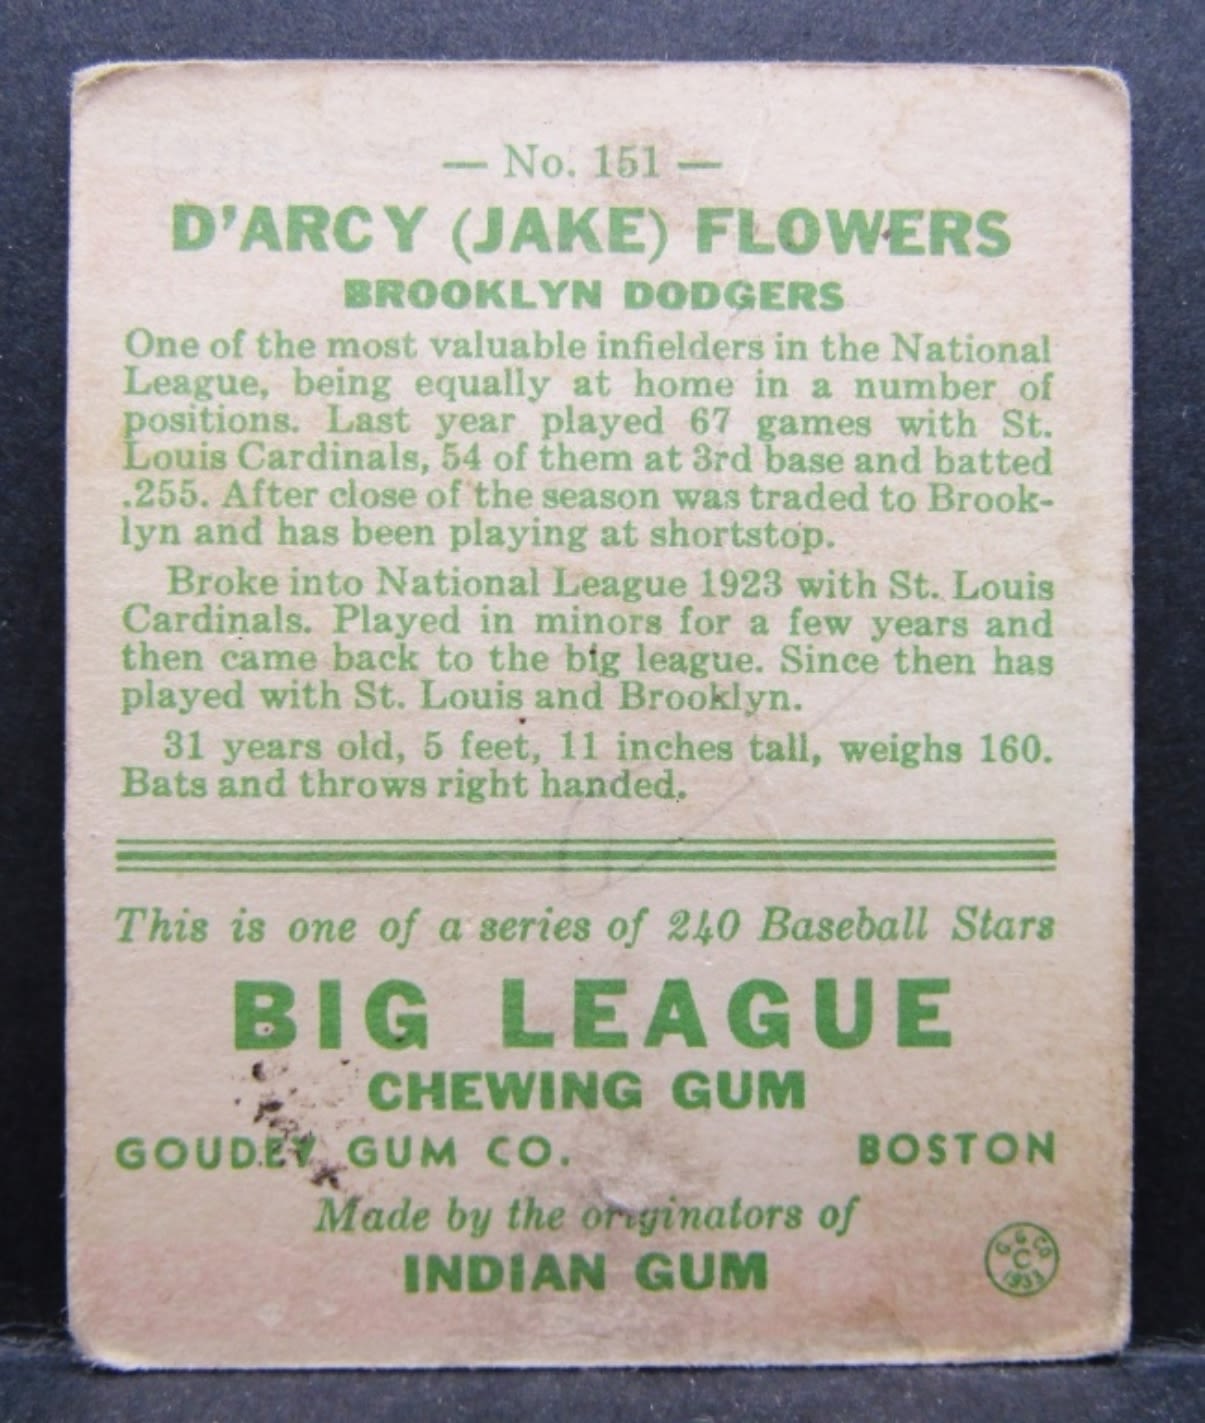 — No. 151 —
D'ARCY (JAKE) FLOWERS
BROOKLYN DODGERS
One of the most valuable infielders in the National
League, being equally at home in a number of
positions. Last year played 67 games with St.
Louis Cardinals, 54 of them at 3rd base and batted
.255. After close of the season was traded to Brook-
lyn and has been playing at shortstop.
Broke into National League 1923 with St. Louis
Cardinals. Played in minors for a few years and
then came back to the big league. Since then has
played with St. Louis and Brooklyn.
31 years old, 5 feet, 11 inches tall, weighs 160.
Bats and throws right handed.
This is one of a series of 240 Baseball Stars
BIG LEAGUE
CHEWING GUM
GOUDEY GUM CO. BOSTON
Made by the originators of
INDIAN GUM
G. G. CO
C
1933